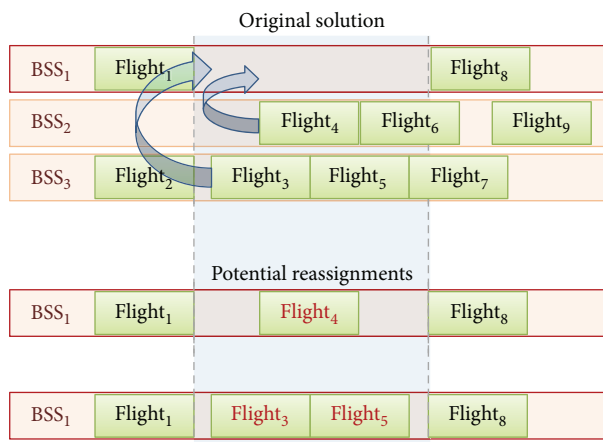 Original solution
BSS₁ Flight₁ Flight₈
BSS₂ Flight₄ Flight₆ Flight₉
BSS₃ Flight₂ Flight₃ Flight₅ Flight₇
Potential reassignments
BSS₁ Flight₁ Flight₄ Flight₈
BSS₁ Flight₁ Flight₃ Flight₅ Flight₈